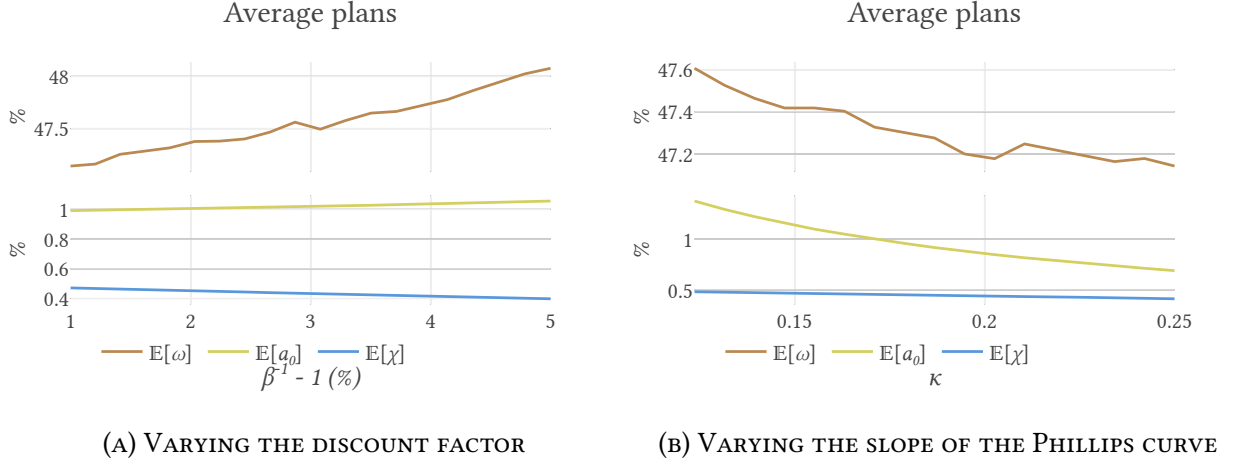 Average plans
48
47.5
%
1
0.8
0.6
0.4
%
1 2 3 4 5
𝔼[ω] 𝔼[a₀] 𝔼[χ]
β⁻¹ - 1 (%)
(A) VARYING THE DISCOUNT FACTOR
Average plans
47.6
47.4
47.2
%
1
0.5
%
0.15 0.2 0.25
𝔼[ω] 𝔼[a₀] 𝔼[χ]
κ
(B) VARYING THE SLOPE OF THE PHILLIPS CURVE